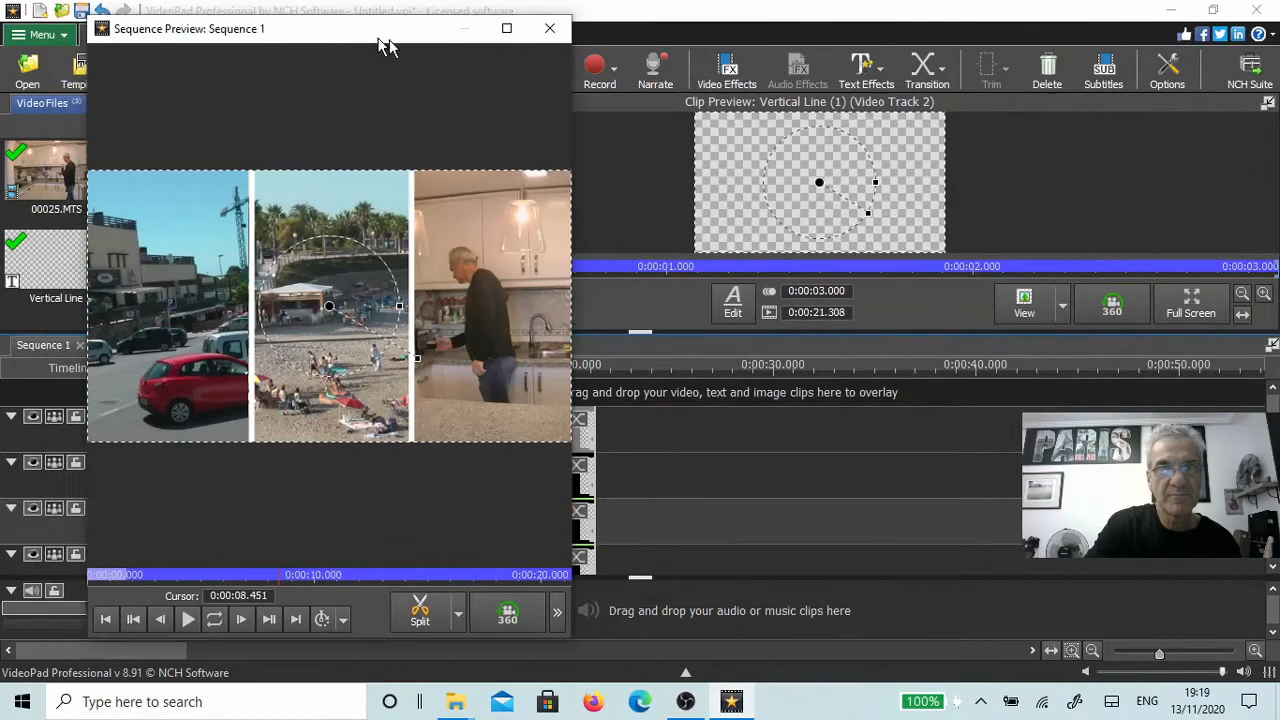 VideoPad Professional by NCH Software - Untitled.vpj* - Licensed software
Sequence Preview: Sequence 1
Menu
Open
Record
Narrate
Video Effects
Audio Effects
Text Effects
Transition
Trim
Delete
Subtitles
Options
NCH Suite
Video Files
Clip Preview: Vertical Line (1) (Video Track 2)
00025.MTS
Vertical Line
0:00:01.000
0:00:02.000
0:00:03.000
Edit
0:00:03.000
0:00:21.308
View
360
Full Screen
Sequence 1
0:00:30.000
0:00:40.000
0:00:50.000
drag and drop your video, text and image clips here to overlay
PARIS
0:00:10.000
0:00:20.000
Cursor:
0:00:08.451
Split
360
Drag and drop your audio or music clips here
VideoPad Professional v 8.91 © NCH Software
Type here to search
100%
ENG
19:19
13/11/2020